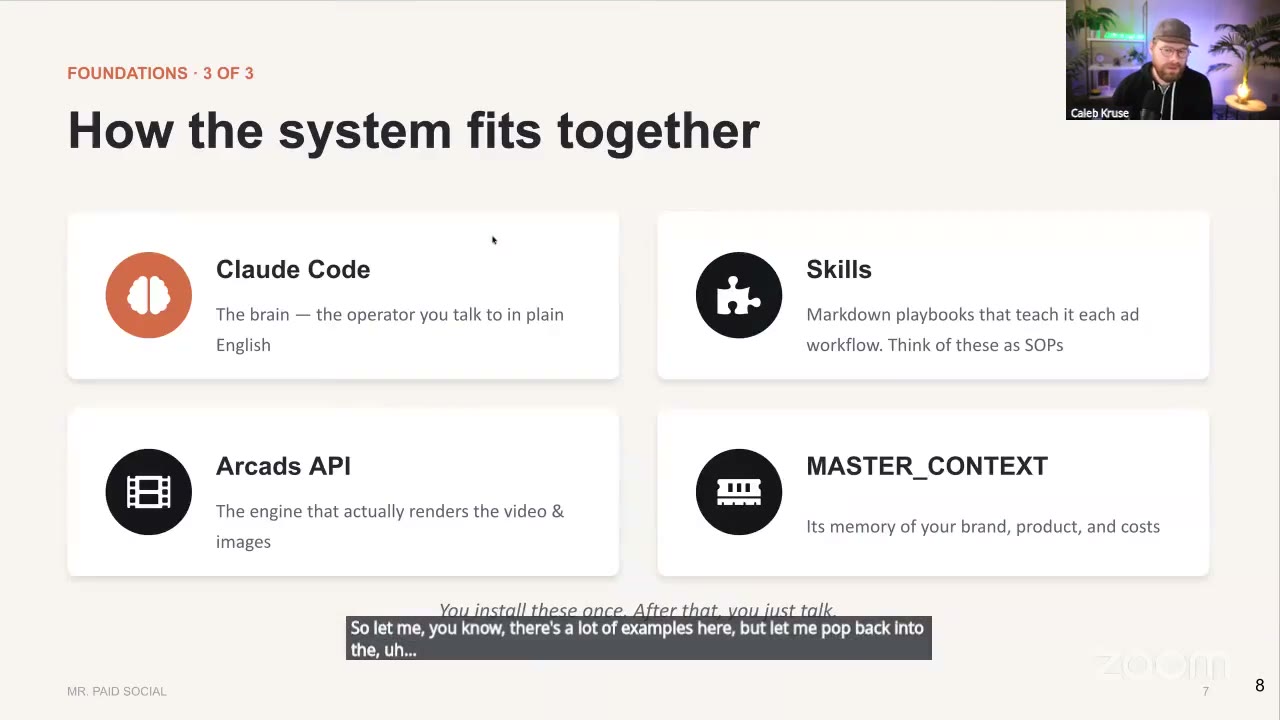 FOUNDATIONS · 3 OF 3
How the system fits together
Caleb Kruse
Claude Code
The brain — the operator you talk to in plain
English
Skills
Markdown playbooks that teach it each ad
workflow. Think of these as SOPs
Arcads API
The engine that actually renders the video &
images
MASTER_CONTEXT
Its memory of your brand, product, and costs
You install these once. After that, you just talk.
So let me, you know, there's a lot of examples here, but let me pop back into
the, uh...
zoom
MR. PAID SOCIAL
7
8